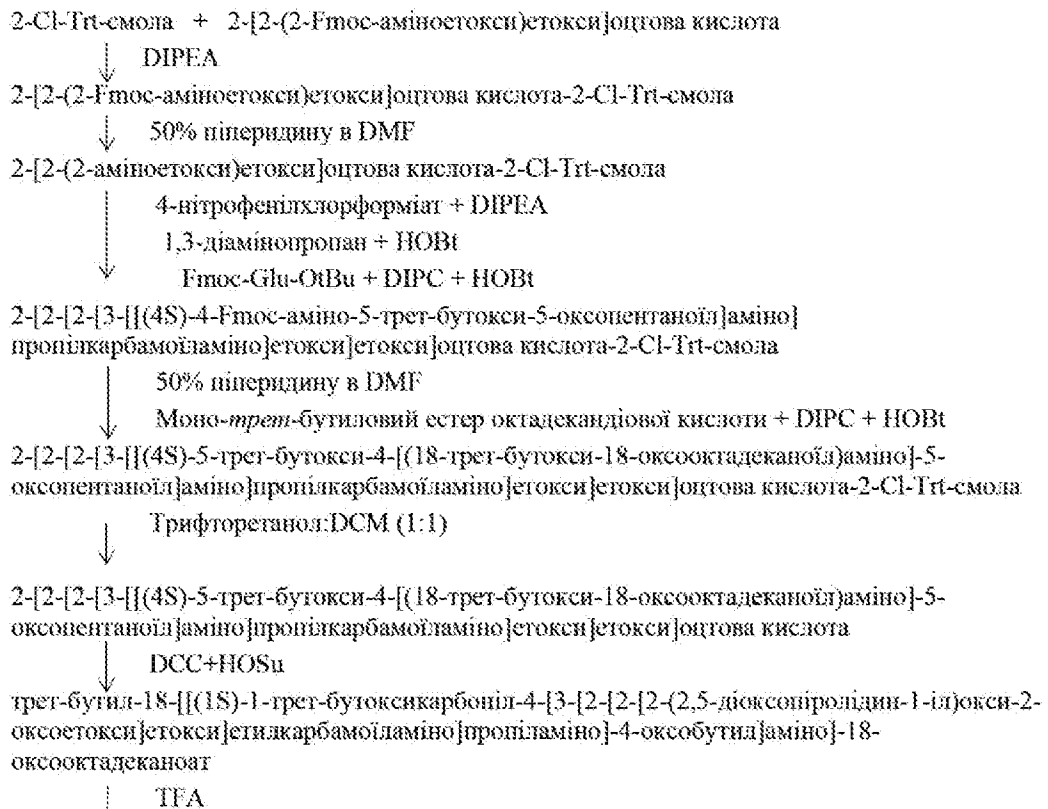 2-Cl-Trt-смола + 2-[2-(2-Fmoc-аміноетокси)етокси]оцтова кислота
DIPEA
2-[2-(2-Fmoc-аміноетокси)етокси]оцтова кислота-2-Cl-Trt-смола
50% піперидину в DMF
2-[2-(2-аміноетокси)етокси]оцтова кислота-2-Cl-Trt-смола
4-нітрофенілхлорформіат + DIPEA
1,3-діамінопропан + HOBt
Fmoc-Glu-OtBu + DIPC + HOBt
2-[2-[2-[3-[[(4S)-4-Fmoc-аміно-5-трет-бутокси-5-оксопентаноїл]аміно]
пропілкарбамоїламіно]етокси]етокси]оцтова кислота-2-Cl-Trt-смола
50% піперидину в DMF
Моно-трет-бутиловий естер октадекандіової кислоти + DIPC + HOBt
2-[2-[2-[3-[[(4S)-5-трет-бутокси-4-[(18-трет-бутокси-18-оксооктадеканоїл)аміно]-5-
оксопентаноїл]аміно]пропілкарбамоїламіно]етокси]етокси]оцтова кислота-2-Cl-Trt-смола
Трифторетанол:DCM (1:1)
2-[2-[2-[3-[[(4S)-5-трет-бутокси-4-[(18-трет-бутокси-18-оксооктадеканоїл)аміно]-5-
оксопентаноїл]аміно]пропілкарбамоїламіно]етокси]етокси]оцтова кислота
DCC+HOSu
трет-бутил-18-[[(1S)-1-трет-бутоксикарбоніл-4-[3-[2-[2-[2-(2,5-діоксопіролідин-1-іл)окси-2-
оксоетокси]етокси]етилкарбамоїламіно]пропіламіно]-4-оксобутил]аміно]-18-
оксооктадеканоат
TFA